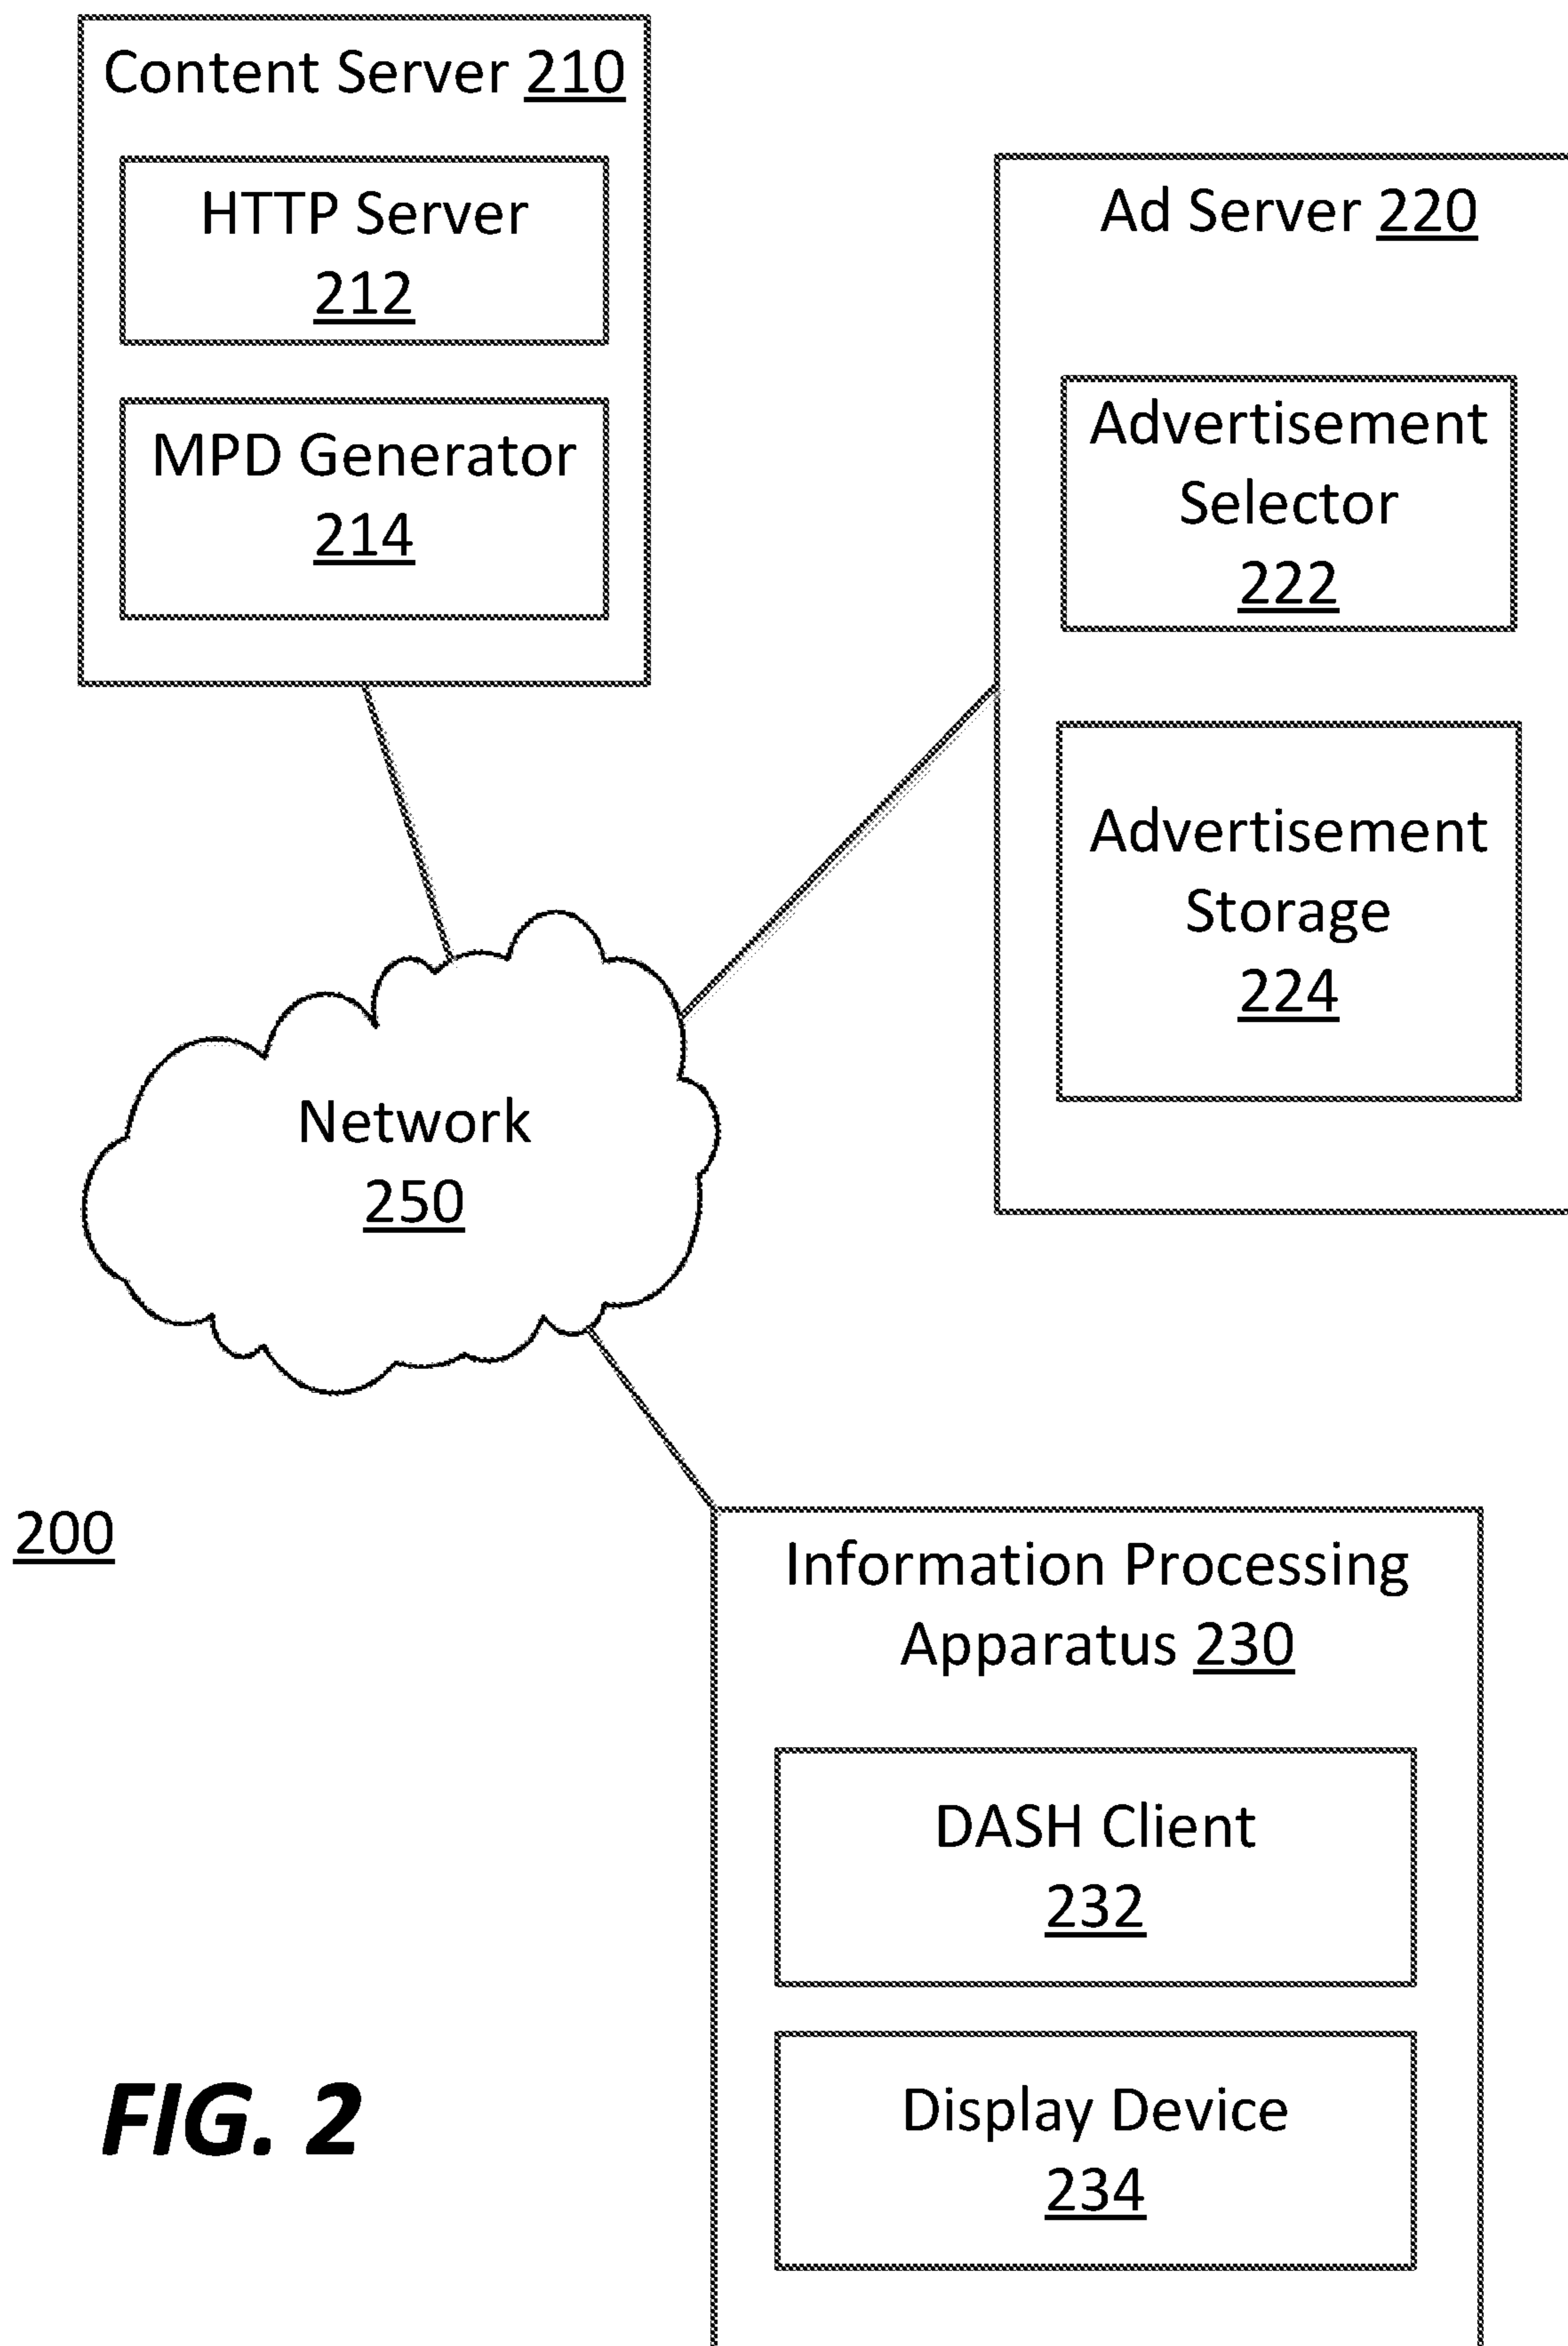 Content Server 210
HTTP Server
212
MPD Generator
214
Ad Server 220
Advertisement
Selector
222
Advertisement
Storage
224
Network
250
200
Information Processing
Apparatus 230
DASH Client
232
Display Device
234
FIG. 2